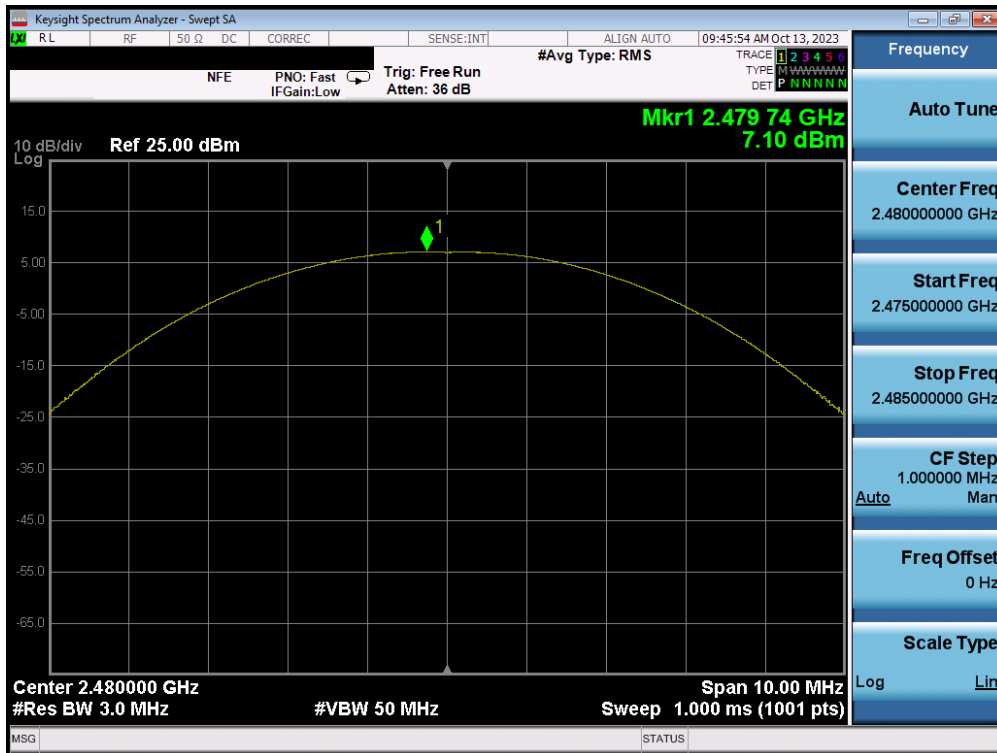 Keysight Spectrum Analyzer - Swept SA
LXI RL RF 50 Ω DC CORREC SENSE:INT ALIGN AUTO 09:45:54 AM Oct 13, 2023
#Avg Type: RMS TRACE 1 2 3 4 5 6
NFE PNO: Fast Trig: Free Run TYPE M WWWWW
IFGain:Low Atten: 36 dB DET P N N N N N
Mkr1 2.479 74 GHz
7.10 dBm
10 dB/div Ref 25.00 dBm
Log
1
15.0
5.00
-5.00
-15.0
-25.0
-35.0
-45.0
-55.0
-65.0
Center 2.480000 GHz Span 10.00 MHz
#Res BW 3.0 MHz #VBW 50 MHz Sweep 1.000 ms (1001 pts)
MSG STATUS
Frequency
Auto Tune
Center Freq
2.480000000 GHz
Start Freq
2.475000000 GHz
Stop Freq
2.485000000 GHz
CF Step
1.000000 MHz
Auto Man
Freq Offset
0 Hz
Scale Type
Log Lin